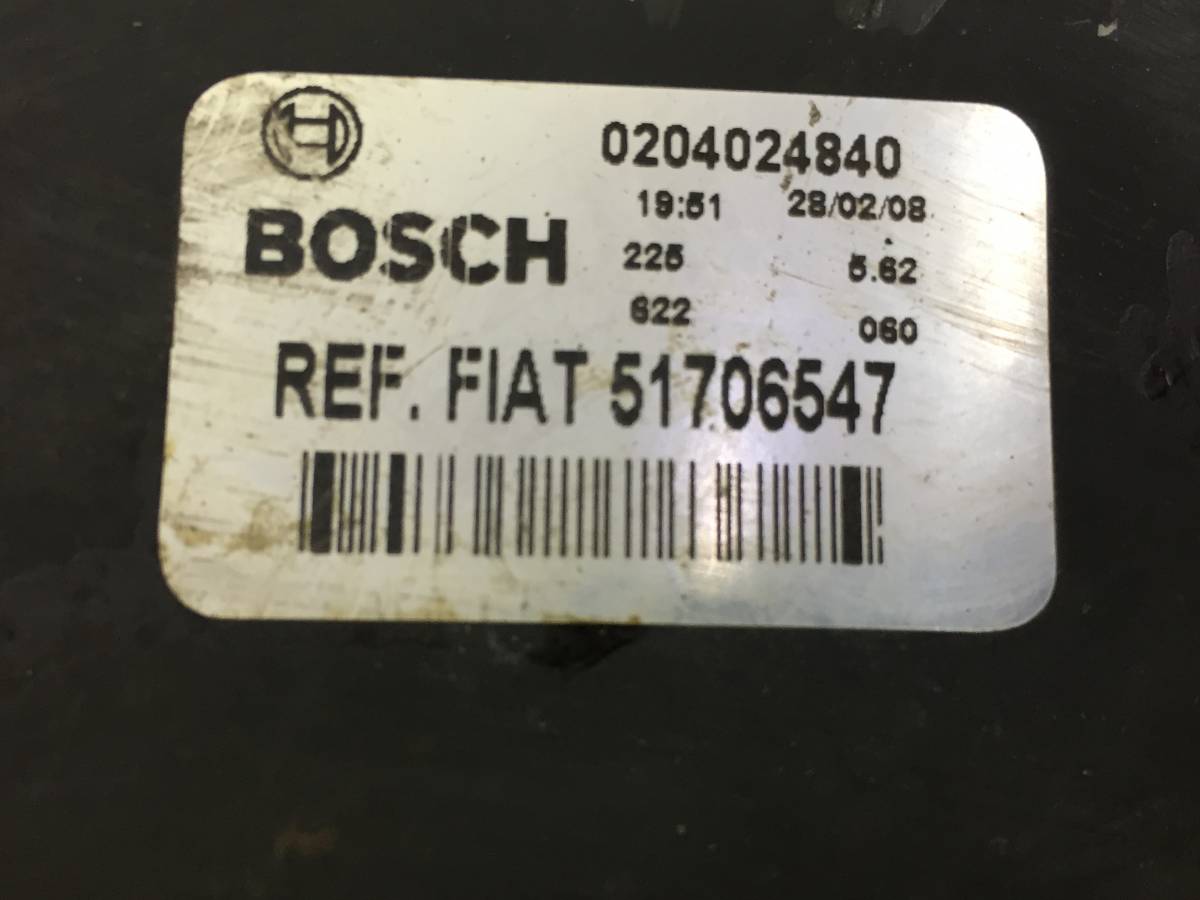 0204024840
19:51 28/02/08
BOSCH 225 5.62
622 060
REF. FIAT 51706547